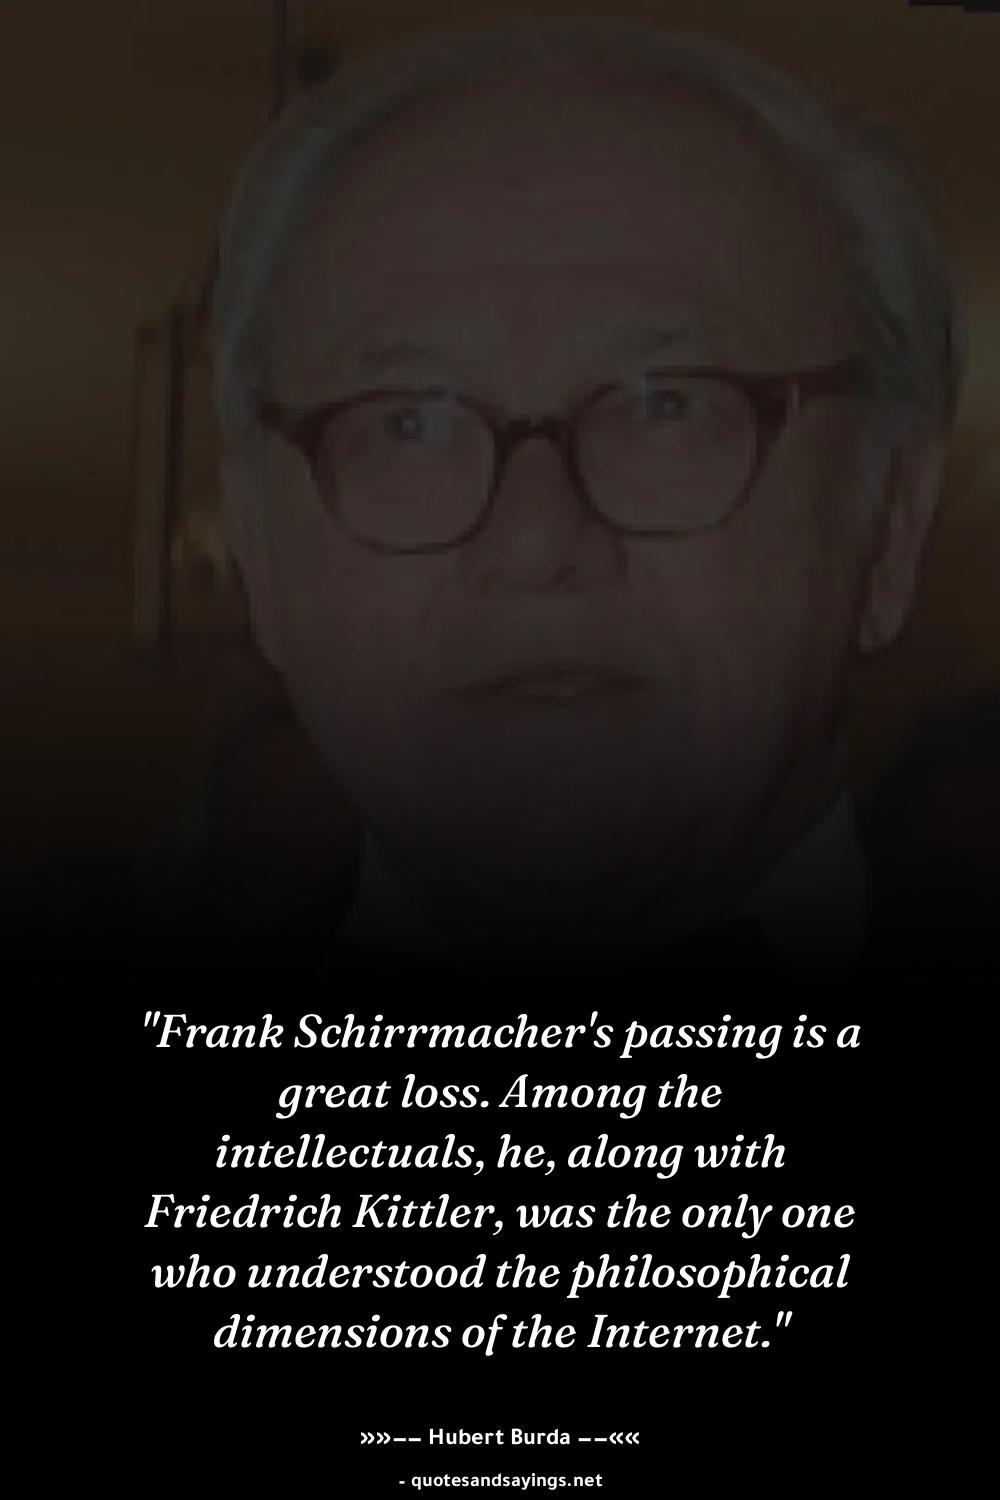 "Frank Schirrmacher's passing is a
great loss. Among the
intellectuals, he, along with
Friedrich Kittler, was the only one
who understood the philosophical
dimensions of the Internet."
»»–– Hubert Burda ––««
- quotesandsayings.net